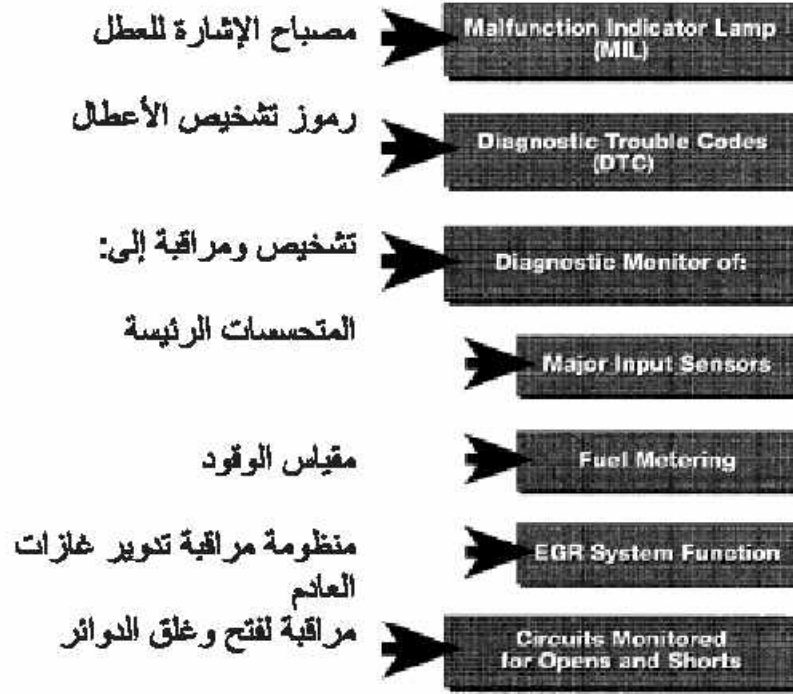 مصباح الإشارة للعطل
Malfunction Indicator Lamp
(MIL)
رموز تشخيص الأعطال
Diagnostic Trouble Codes
(DTC)
تشخيص ومراقبة إلى:
Diagnostic Monitor of:
المتحسسات الرئيسة
Major Input Sensors
مقياس الوقود
Fuel Metering
منظومة مراقبة تدوير غازات
العادم
EGR System Function
مراقبة لفتح وغلق الدوائر
Circuits Monitored
for Opens and Shorts